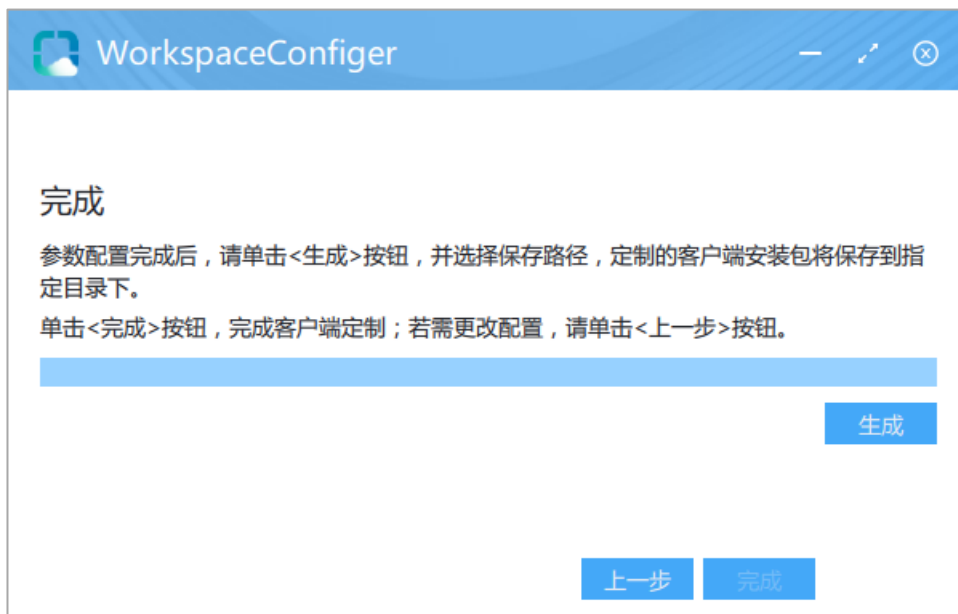 WorkspaceConfiger
完成
参数配置完成后，请单击<生成>按钮，并选择保存路径，定制的客户端安装包将保存到指
定目录下。
单击<完成>按钮，完成客户端定制；若需更改配置，请单击<上一步>按钮。
生成
上一步
完成